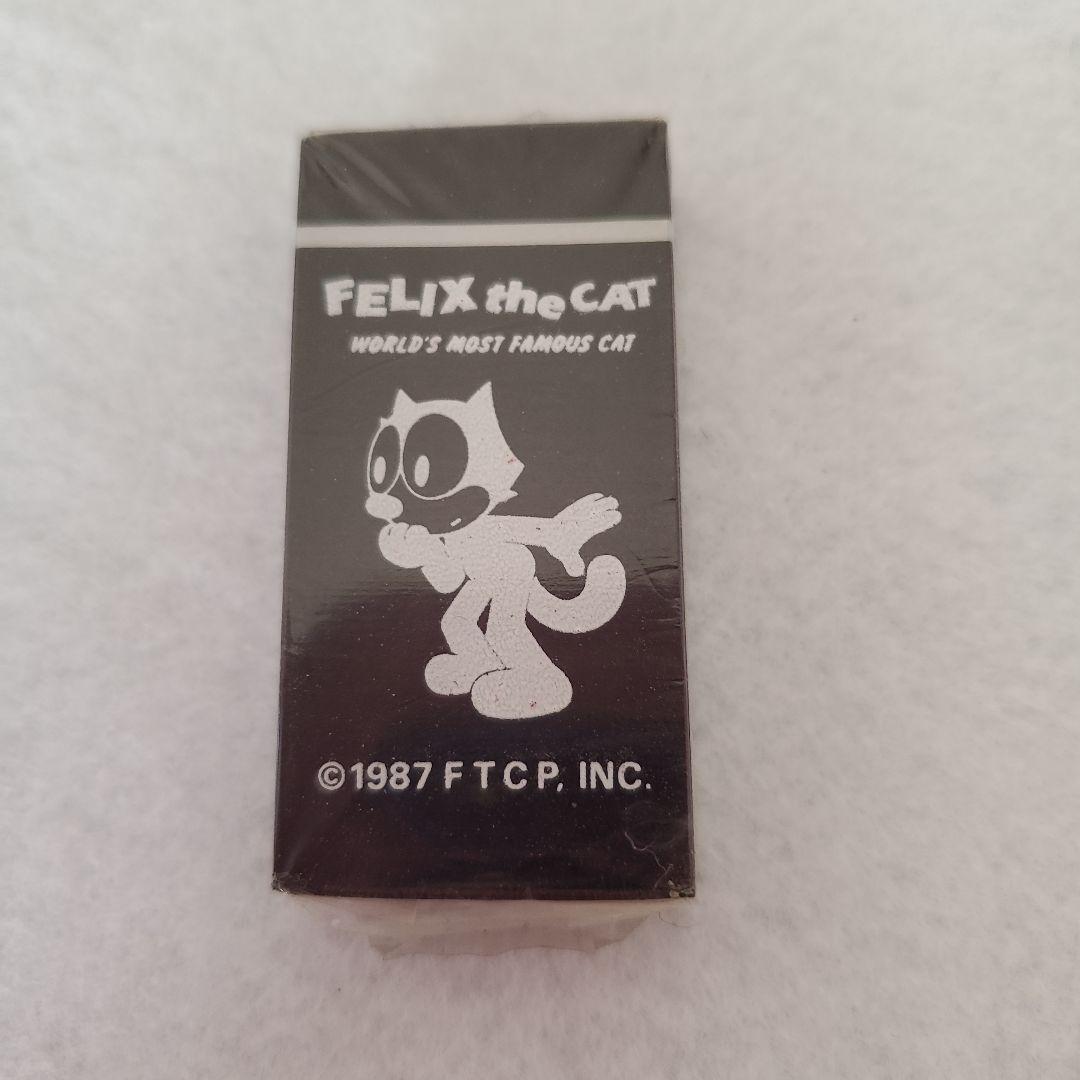 FELIX the CAT
WORLD'S MOST FAMOUS CAT
©1987 F T C P, INC.